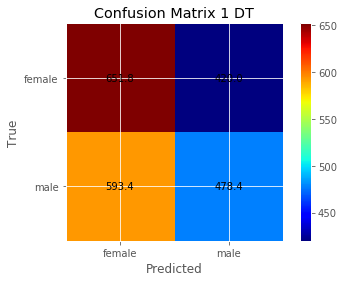 Confusion Matrix 1 DT
650
female
600
True
550
500
male
593.4
478.4
450
female
male
Predicted